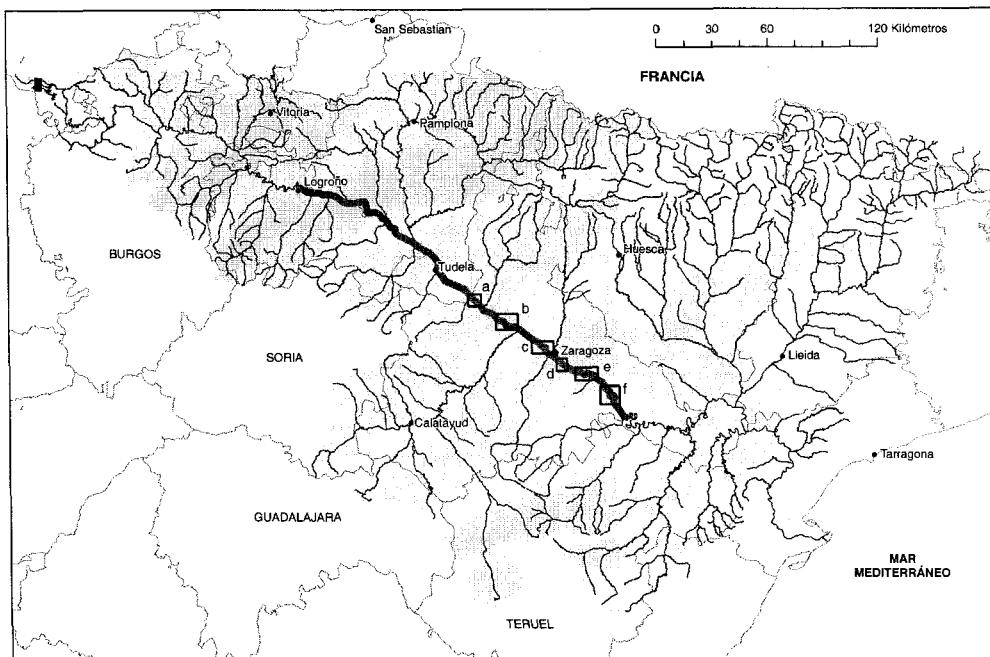 San Sebastian
0 30 60 120 Kilómetros
FRANCIA
Vitoria
Pamplona
Logroño
BURGOS
Huesca
Tudela
a
b
SORIA
c
Zaragoza
Lleida
d
e
f
Calatayud
Tarragona
GUADALAJARA
MAR
MEDITERRÁNEO
TERUEL